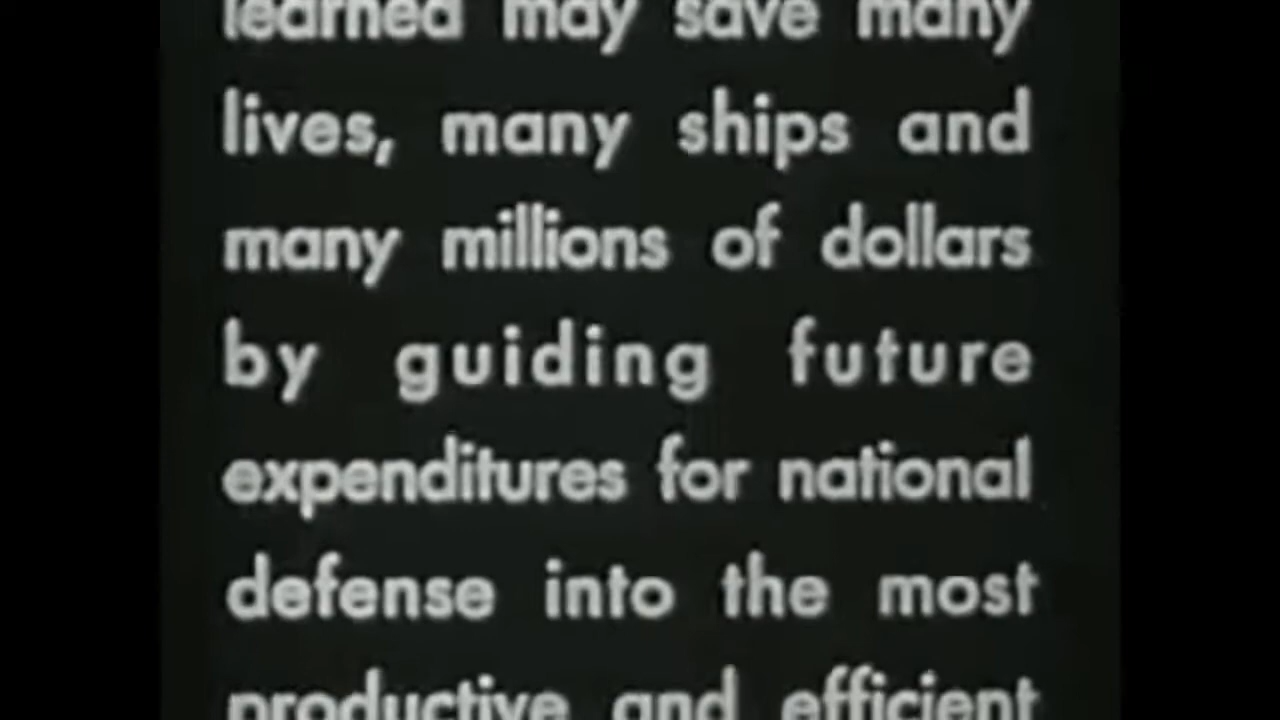 learned may save many
lives, many ships and
many millions of dollars
by guiding future
expenditures for national
defense into the most
productive and efficient